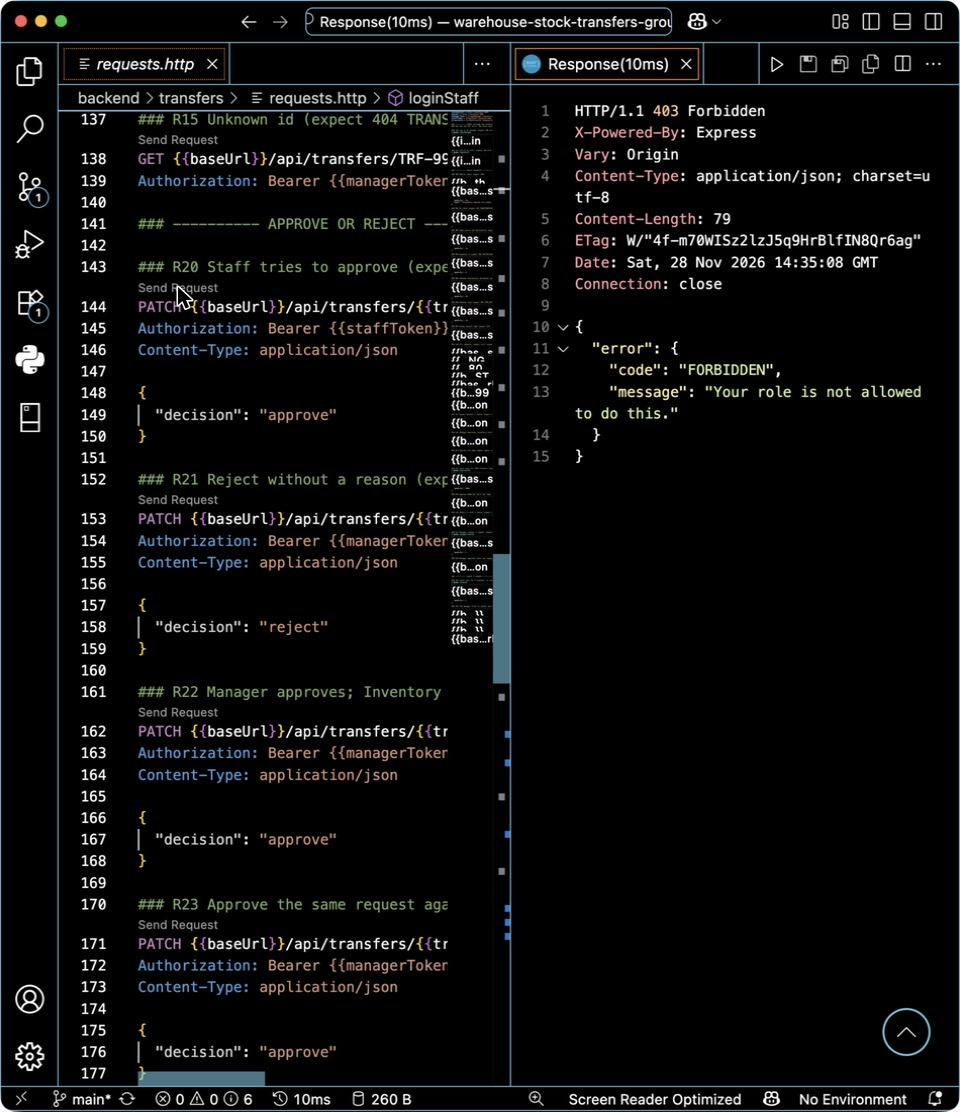 Response(10ms) — warehouse-stock-transfers-grou
requests.http
Response(10ms)
backend > transfers > requests.http > loginStaff
137 ### R15 Unknown id (expect 404 TRANS
Send Request
138 GET {{baseUrl}}/api/transfers/TRF-99
139 Authorization: Bearer {{managerToken
140
141 ### ---------- APPROVE OR REJECT ---
142
143 ### R20 Staff tries to approve (expe
Send Request
144 PATCH {{baseUrl}}/api/transfers/{{tr
145 Authorization: Bearer {{staffToken}}
146 Content-Type: application/json
147
148 {
149 "decision": "approve"
150 }
151
152 ### R21 Reject without a reason (exp
Send Request
153 PATCH {{baseUrl}}/api/transfers/{{tr
154 Authorization: Bearer {{managerToken
155 Content-Type: application/json
156
157 {
158 "decision": "reject"
159 }
160
161 ### R22 Manager approves; Inventory
Send Request
162 PATCH {{baseUrl}}/api/transfers/{{tr
163 Authorization: Bearer {{managerToken
164 Content-Type: application/json
165
166 {
167 "decision": "approve"
168 }
169
170 ### R23 Approve the same request aga
Send Request
171 PATCH {{baseUrl}}/api/transfers/{{tr
172 Authorization: Bearer {{managerToken
173 Content-Type: application/json
174
175 {
176 "decision": "approve"
177 }
1 HTTP/1.1 403 Forbidden
2 X-Powered-By: Express
3 Vary: Origin
4 Content-Type: application/json; charset=u
tf-8
5 Content-Length: 79
6 ETag: W/"4f-m70WISz2lzJ5q9HrBlfIN8Qr6ag"
7 Date: Sat, 28 Nov 2026 14:35:08 GMT
8 Connection: close
9
10 {
11 "error": {
12 "code": "FORBIDDEN",
13 "message": "Your role is not allowed
to do this."
14 }
15 }
1
1
main* 0 0 6 10ms 260 B Screen Reader Optimized No Environment